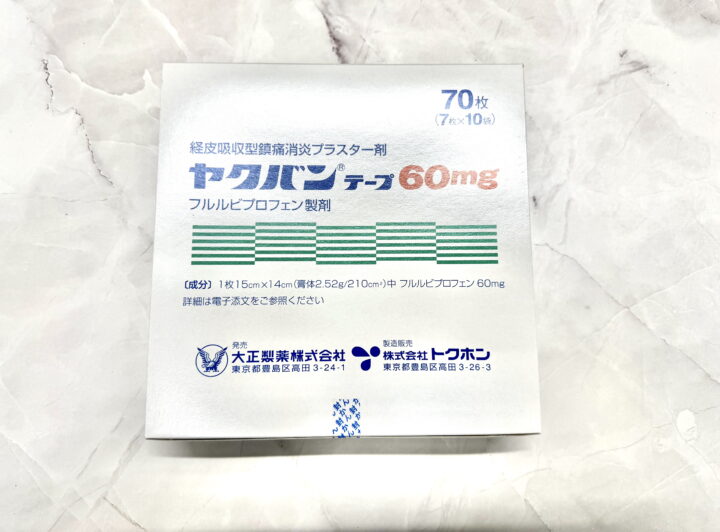 70枚
(7枚×10袋)
経皮吸収型鎮痛消炎プラスター剤
ヤクバン®テープ60mg
フルルビプロフェン製剤
〔成分〕 1枚15cm×14cm(膏体2.52g/210cm²)中 フルルビプロフェン60mg
詳細は電子添文をご参照ください
発売
大正製薬株式会社
東京都豊島区高田3-24-1
製造販売
株式会社トクホン
東京都豊島区高田3-26-3